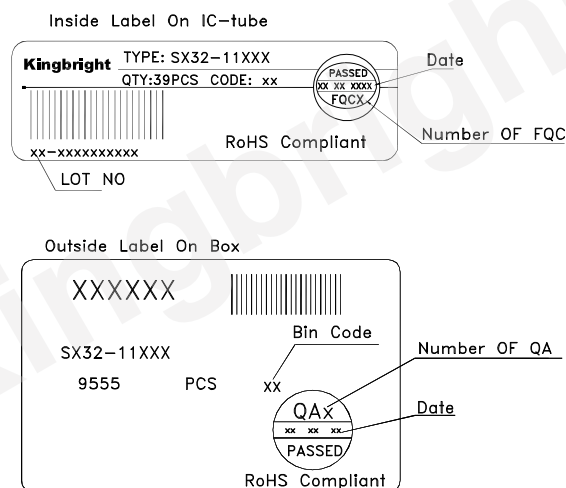 Inside Label On IC-tube
Kingbright
TYPE: SX32-11XXX
QTY:39PCS CODE: xx
PASSED
XX XX XXXX
FQCX
Date
Number OF FQC
RoHS Compliant
xx-xxxxxxxxxx
LOT NO
Outside Label On Box
XXXXXX
Bin Code
SX32-11XXX
9555 PCS xx
Number OF QA
QAx
Date
xx xx xx
PASSED
RoHS Compliant
Kingbright